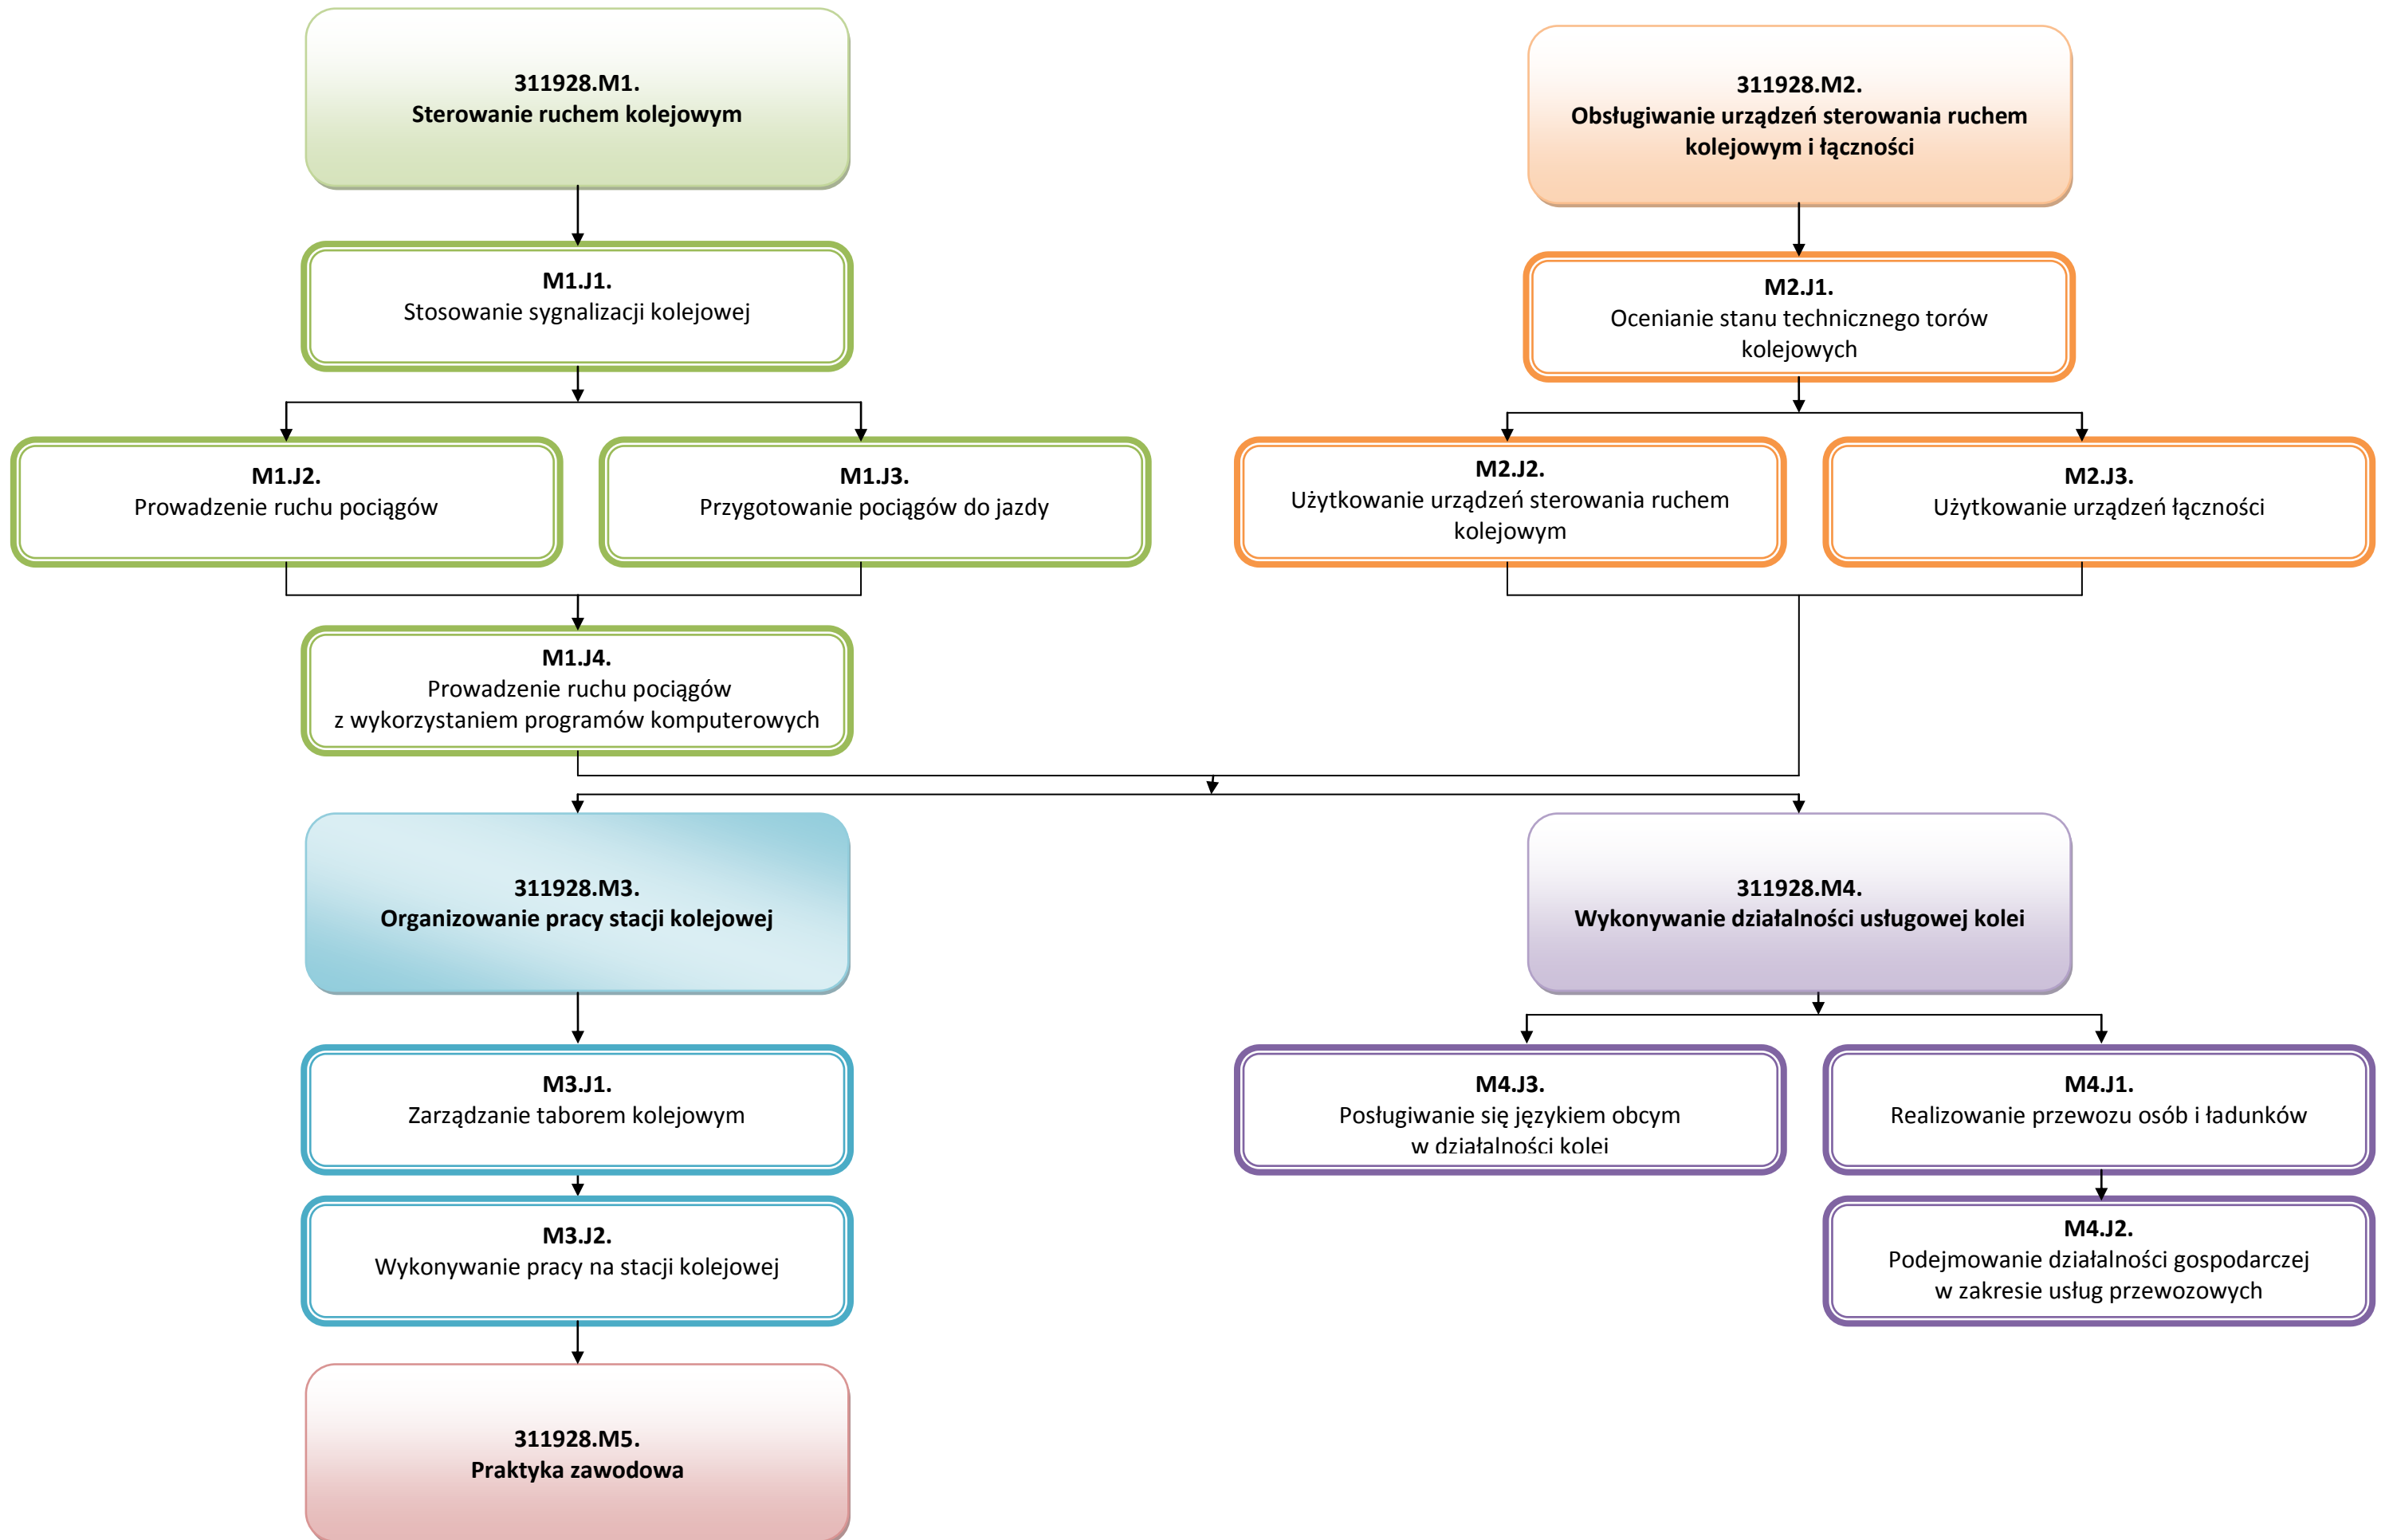 311928.M1.
Sterowanie ruchem kolejowym
311928.M2.
Obsługiwanie urządzeń sterowania ruchem
kolejowym i łączności
M1.J1.
Stosowanie sygnalizacji kolejowej
M2.J1.
Ocenianie stanu technicznego torów
kolejowych
M1.J2.
Prowadzenie ruchu pociągów
M1.J3.
Przygotowanie pociągów do jazdy
M2.J2.
Użytkowanie urządzeń sterowania ruchem
kolejowym
M2.J3.
Użytkowanie urządzeń łączności
M1.J4.
Prowadzenie ruchu pociągów
z wykorzystaniem programów komputerowych
311928.M3.
Organizowanie pracy stacji kolejowej
311928.M4.
Wykonywanie działalności usługowej kolei
M3.J1.
Zarządzanie taborem kolejowym
M4.J3.
Posługiwanie się językiem obcym
w działalności kolei
M4.J1.
Realizowanie przewozu osób i ładunków
M3.J2.
Wykonywanie pracy na stacji kolejowej
M4.J2.
Podejmowanie działalności gospodarczej
w zakresie usług przewozowych
311928.M5.
Praktyka zawodowa